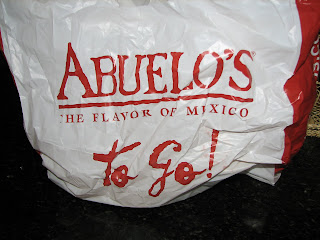 ABUELO'S
THE FLAVOR OF MEXICO
To Go!